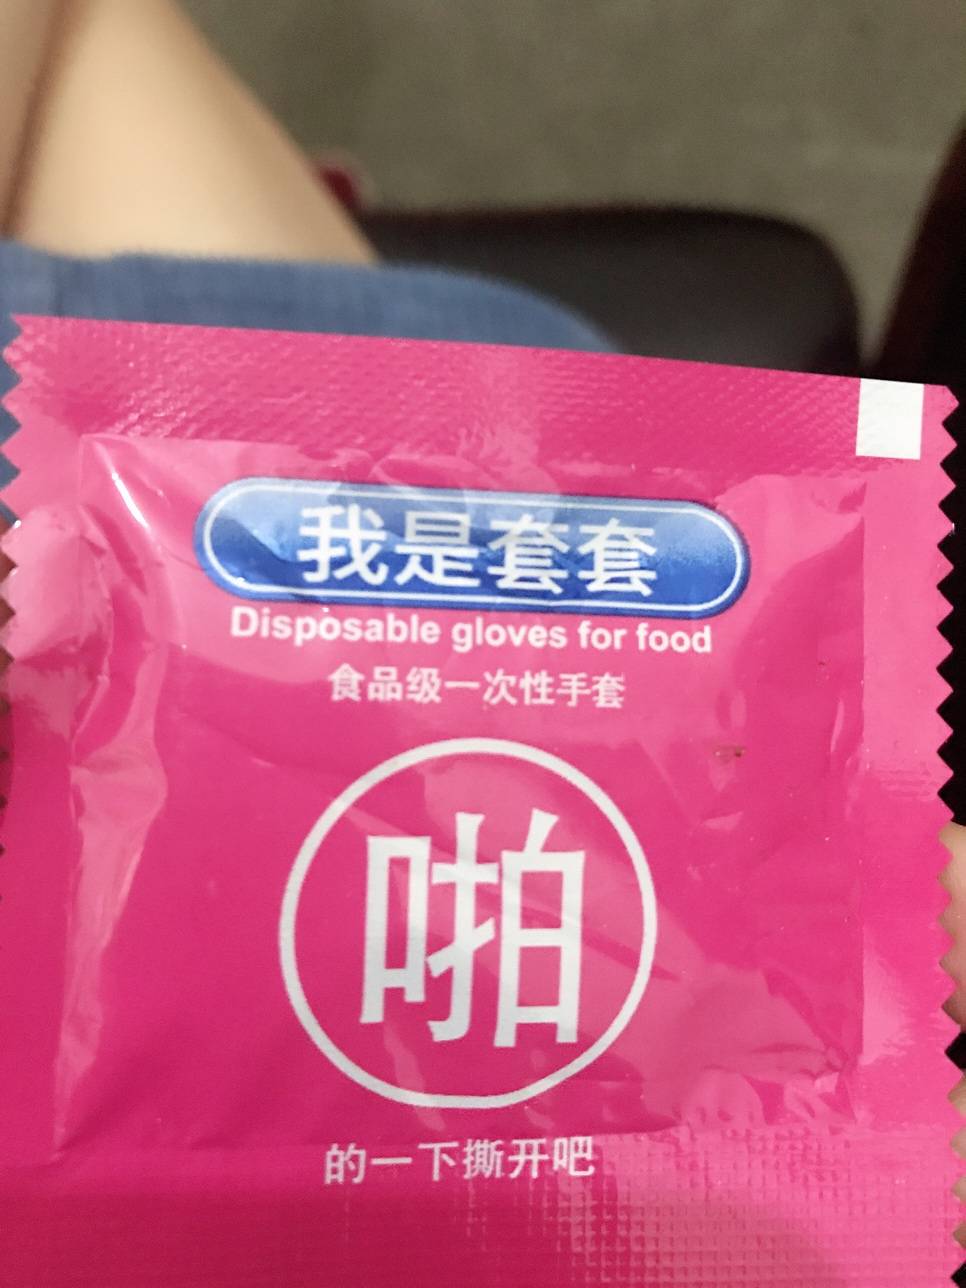 我是套套
Disposable gloves for food
食品级一次性手套
啪
的一下撕开吧